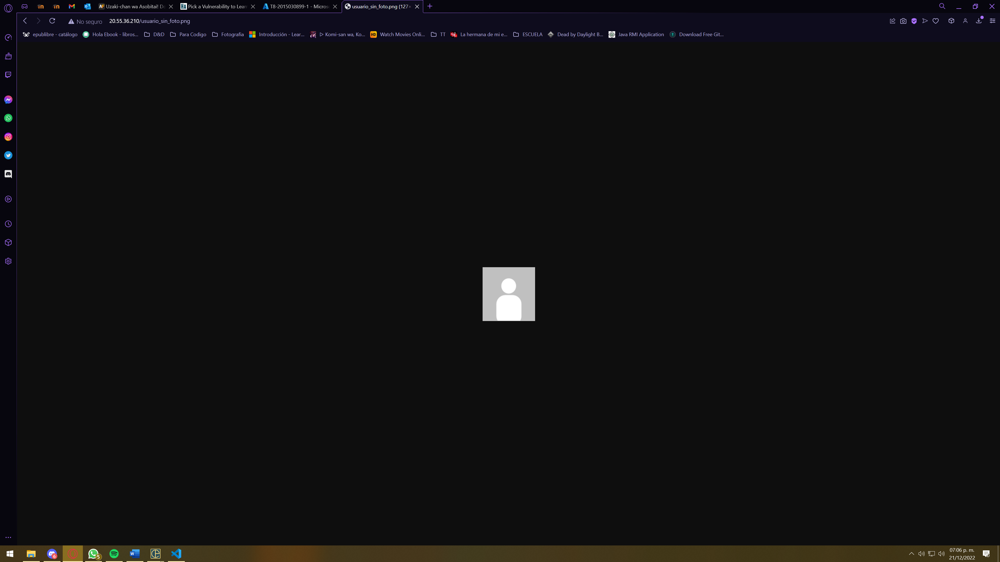 Uzaki-chan wa Asobitai! Do
Pick a Vulnerability to Learn
T8-2015030899-1 - Microso
usuario_sin_foto.png (127×
No seguro
20.55.36.210/usuario_sin_foto.png
epublibre - catálogo
Hola Ebook - libros...
D&D
Para Codigo
Fotografia
Introducción - Lear...
▷ Komi-san wa, Ko...
HD
Watch Movies Onli...
TT
La hermana de mi e...
ESCUELA
Dead by Daylight B...
Java RMI Application
Download Free Git...
6
5
07:06 p. m.
21/12/2022